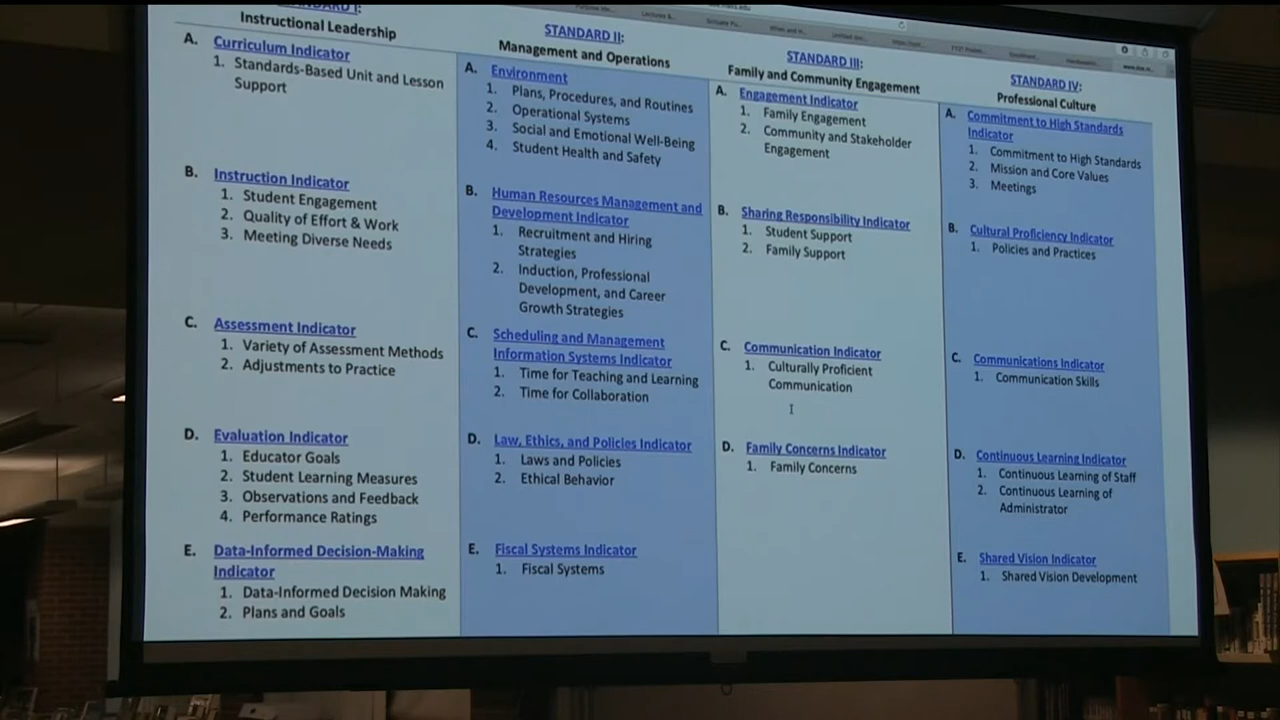 STANDARD I:
Instructional Leadership
A. Curriculum Indicator
1. Standards-Based Unit and Lesson
Support
B. Instruction Indicator
1. Student Engagement
2. Quality of Effort & Work
3. Meeting Diverse Needs
C. Assessment Indicator
1. Variety of Assessment Methods
2. Adjustments to Practice
D. Evaluation Indicator
1. Educator Goals
2. Student Learning Measures
3. Observations and Feedback
4. Performance Ratings
E. Data-Informed Decision-Making
Indicator
1. Data-Informed Decision Making
2. Plans and Goals
STANDARD II:
Management and Operations
A. Environment
1. Plans, Procedures, and Routines
2. Operational Systems
3. Social and Emotional Well-Being
4. Student Health and Safety
B. Human Resources Management and
Development Indicator
1. Recruitment and Hiring
Strategies
2. Induction, Professional
Development, and Career
Growth Strategies
C. Scheduling and Management
Information Systems Indicator
1. Time for Teaching and Learning
2. Time for Collaboration
D. Law, Ethics, and Policies Indicator
1. Laws and Policies
2. Ethical Behavior
E. Fiscal Systems Indicator
1. Fiscal Systems
STANDARD III:
Family and Community Engagement
A. Engagement Indicator
1. Family Engagement
2. Community and Stakeholder
Engagement
B. Sharing Responsibility Indicator
1. Student Support
2. Family Support
C. Communication Indicator
1. Culturally Proficient
Communication
D. Family Concerns Indicator
1. Family Concerns
STANDARD IV:
Professional Culture
A. Commitment to High Standards
Indicator
1. Commitment to High Standards
2. Mission and Core Values
3. Meetings
B. Cultural Proficiency Indicator
1. Policies and Practices
C. Communications Indicator
1. Communication Skills
D. Continuous Learning Indicator
1. Continuous Learning of Staff
2. Continuous Learning of
Administrator
E. Shared Vision Indicator
1. Shared Vision Development